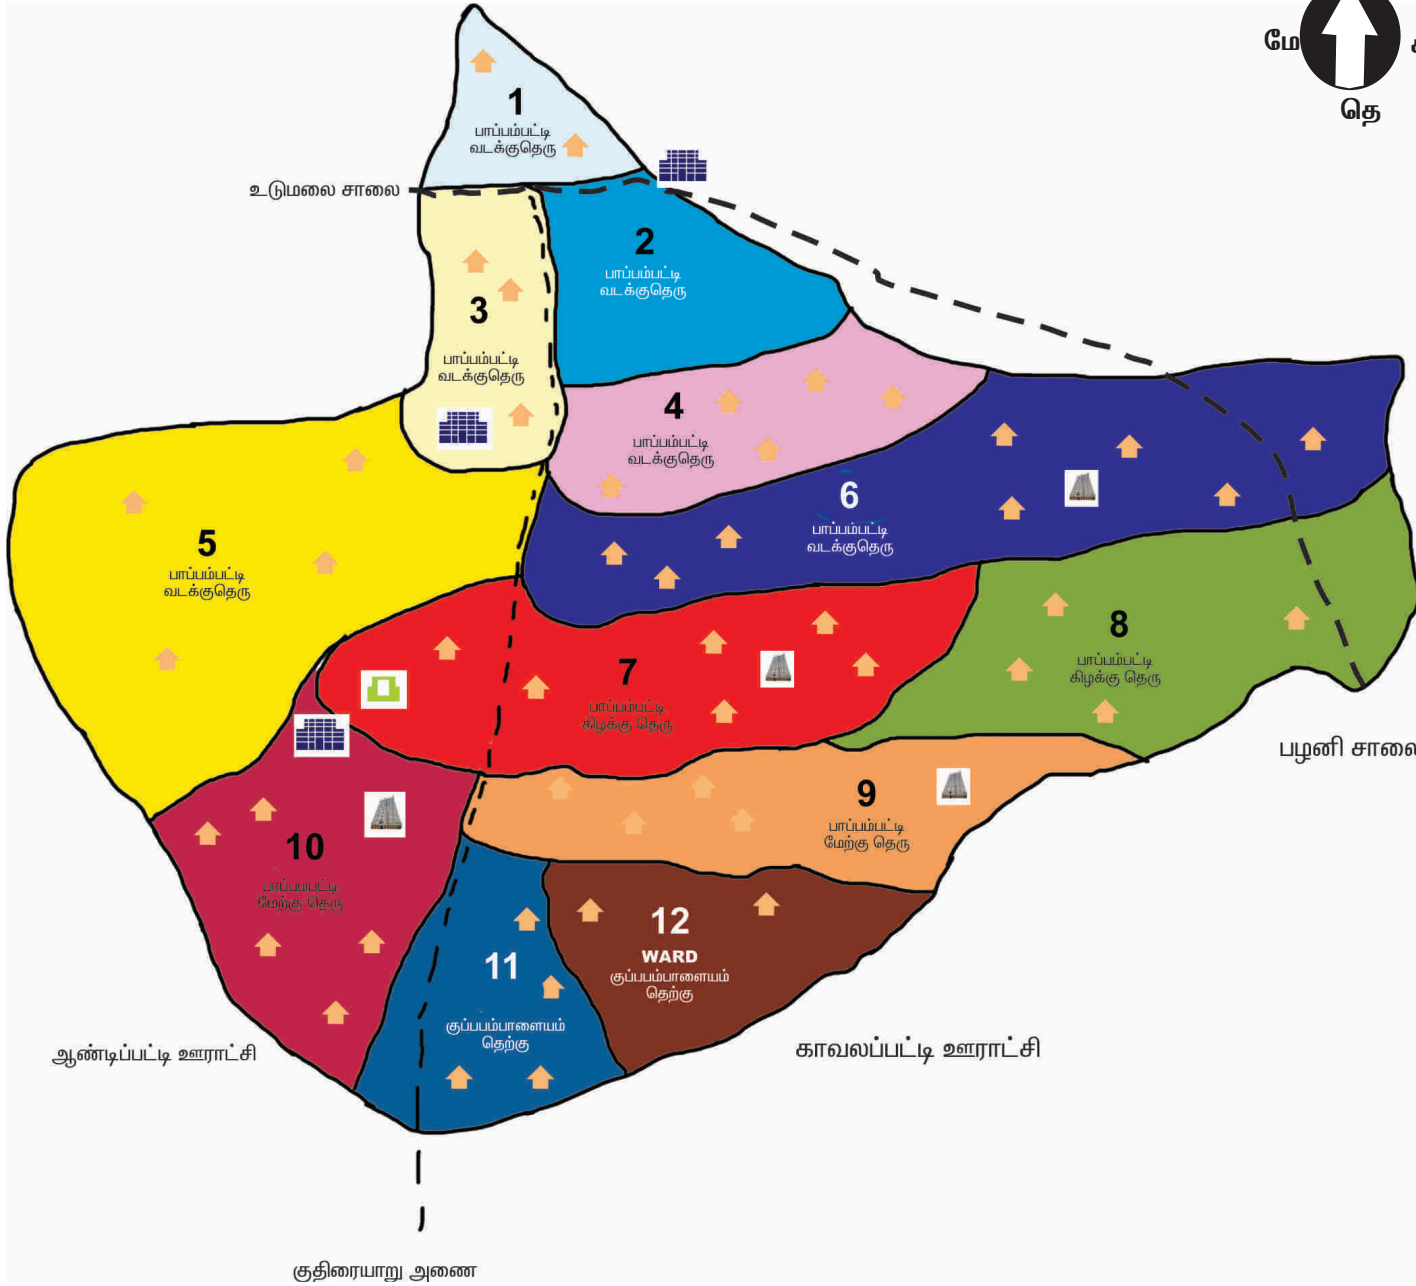 மே
தெ
1
பாப்பம்பட்டி
வடக்குதெரு
உடுமலை சாலை
2
பாப்பம்பட்டி
வடக்குதெரு
3
பாப்பம்பட்டி
வடக்குதெரு
4
பாப்பம்பட்டி
வடக்குதெரு
6
பாப்பம்பட்டி
வடக்குதெரு
5
பாப்பம்பட்டி
வடக்குதெரு
8
பாப்பம்பட்டி
கிழக்கு தெரு
7
பாப்பம்பட்டி
கிழக்கு தெரு
பழனி சாலை
9
பாப்பம்பட்டி
மேற்கு தெரு
10
பாப்பம்பட்டி
மேற்கு தெரு
12
WARD
குப்பம்பாளையம்
தெற்கு
11
குப்பம்பாளையம்
தெற்கு
ஆண்டிப்பட்டி ஊராட்சி
காவலப்பட்டி ஊராட்சி
குதிரையாறு அணை